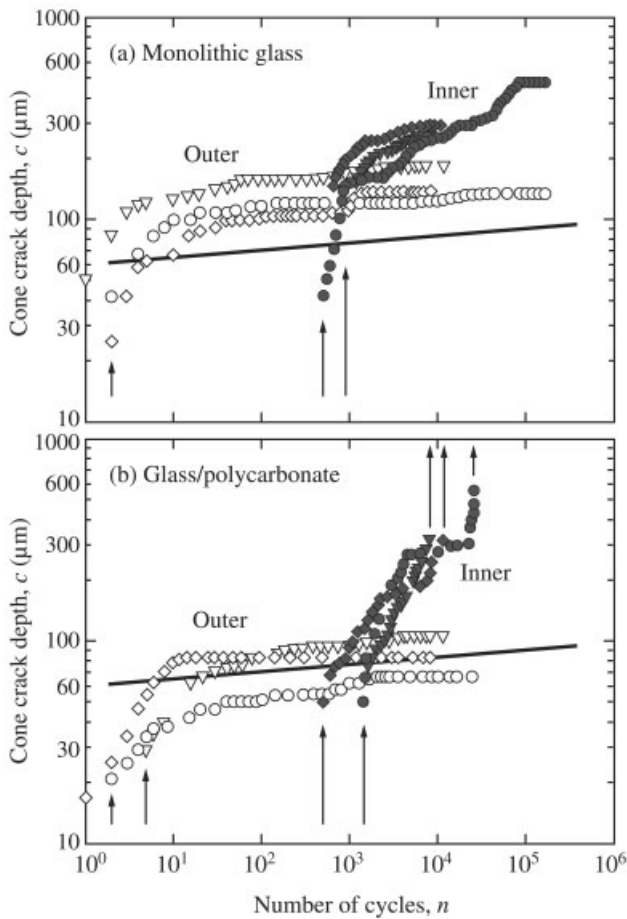 1000
600
300
100
60
30
10
Cone crack depth, c (µm)
(a) Monolithic glass
Outer
Inner
1000
600
300
100
60
30
10
Cone crack depth, c (µm)
(b) Glass/polycarbonate
Outer
Inner
10⁰ 10¹ 10² 10³ 10⁴ 10⁵ 10⁶
Number of cycles, n